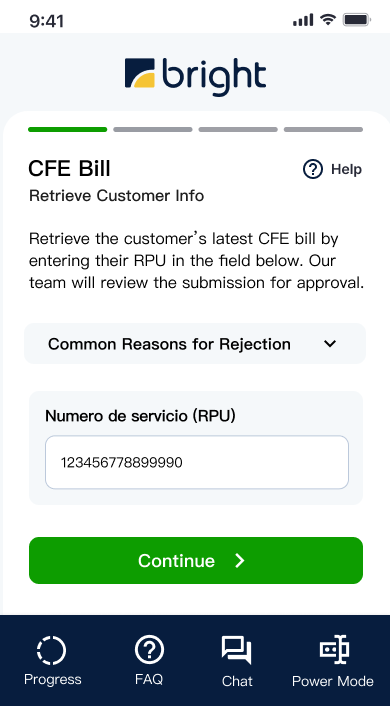 9:41
bright
CFE Bill
Help
Retrieve Customer Info
Retrieve the customer's latest CFE bill by
entering their RPU in the field below. Our
team will review the submission for approval.
Common Reasons for Rejection
Numero de servicio (RPU)
123456778899990
Continue
Progress
FAQ
Chat
Power Mode